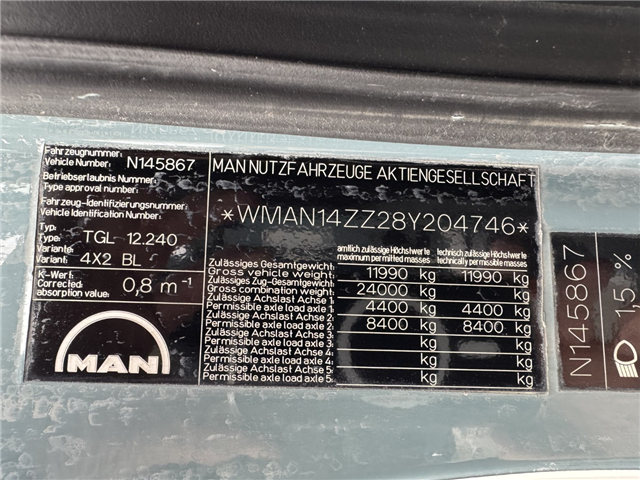 Fahrzeugnummer:
Vehicle Number: N145867
Betriebserlaubnis Nummer:
Type approval number:
Fahrzeug-Identifizierungsnummer:
Vehicle Identification Number:
Typ:
Type: TGL 12.240
Variante:
Variant: 4X2 BL
K-Wert:
Corrected absorption value: 0,8 m⁻¹
MAN
MAN NUTZFAHRZEUGE AKTIENGESELLSCHAFT
*WMAN14ZZ28Y204746*
amtlich zulässige Höchstwerte technisch zulässige Höchstwerte
maximum permitted masses technically permissible masses
Zulässiges Gesamtgewicht:
Gross vehicle weight: 11990 kg 11990 kg
Zulässiges Zug-Gesamtgewicht:
Gross combination weight: 24000 kg kg
Zulässige Achslast Achse 1:
Permissible axle load axle 1: 4400 kg 4400 kg
Zulässige Achslast Achse 2:
Permissible axle load axle 2: 8400 kg 8400 kg
Zulässige Achslast Achse 3:
Permissible axle load axle 3: kg kg
Zulässige Achslast Achse 4:
Permissible axle load axle 4: kg kg
Zulässige Achslast Achse 5:
Permissible axle load axle 5: kg kg
N145867
1.5 %